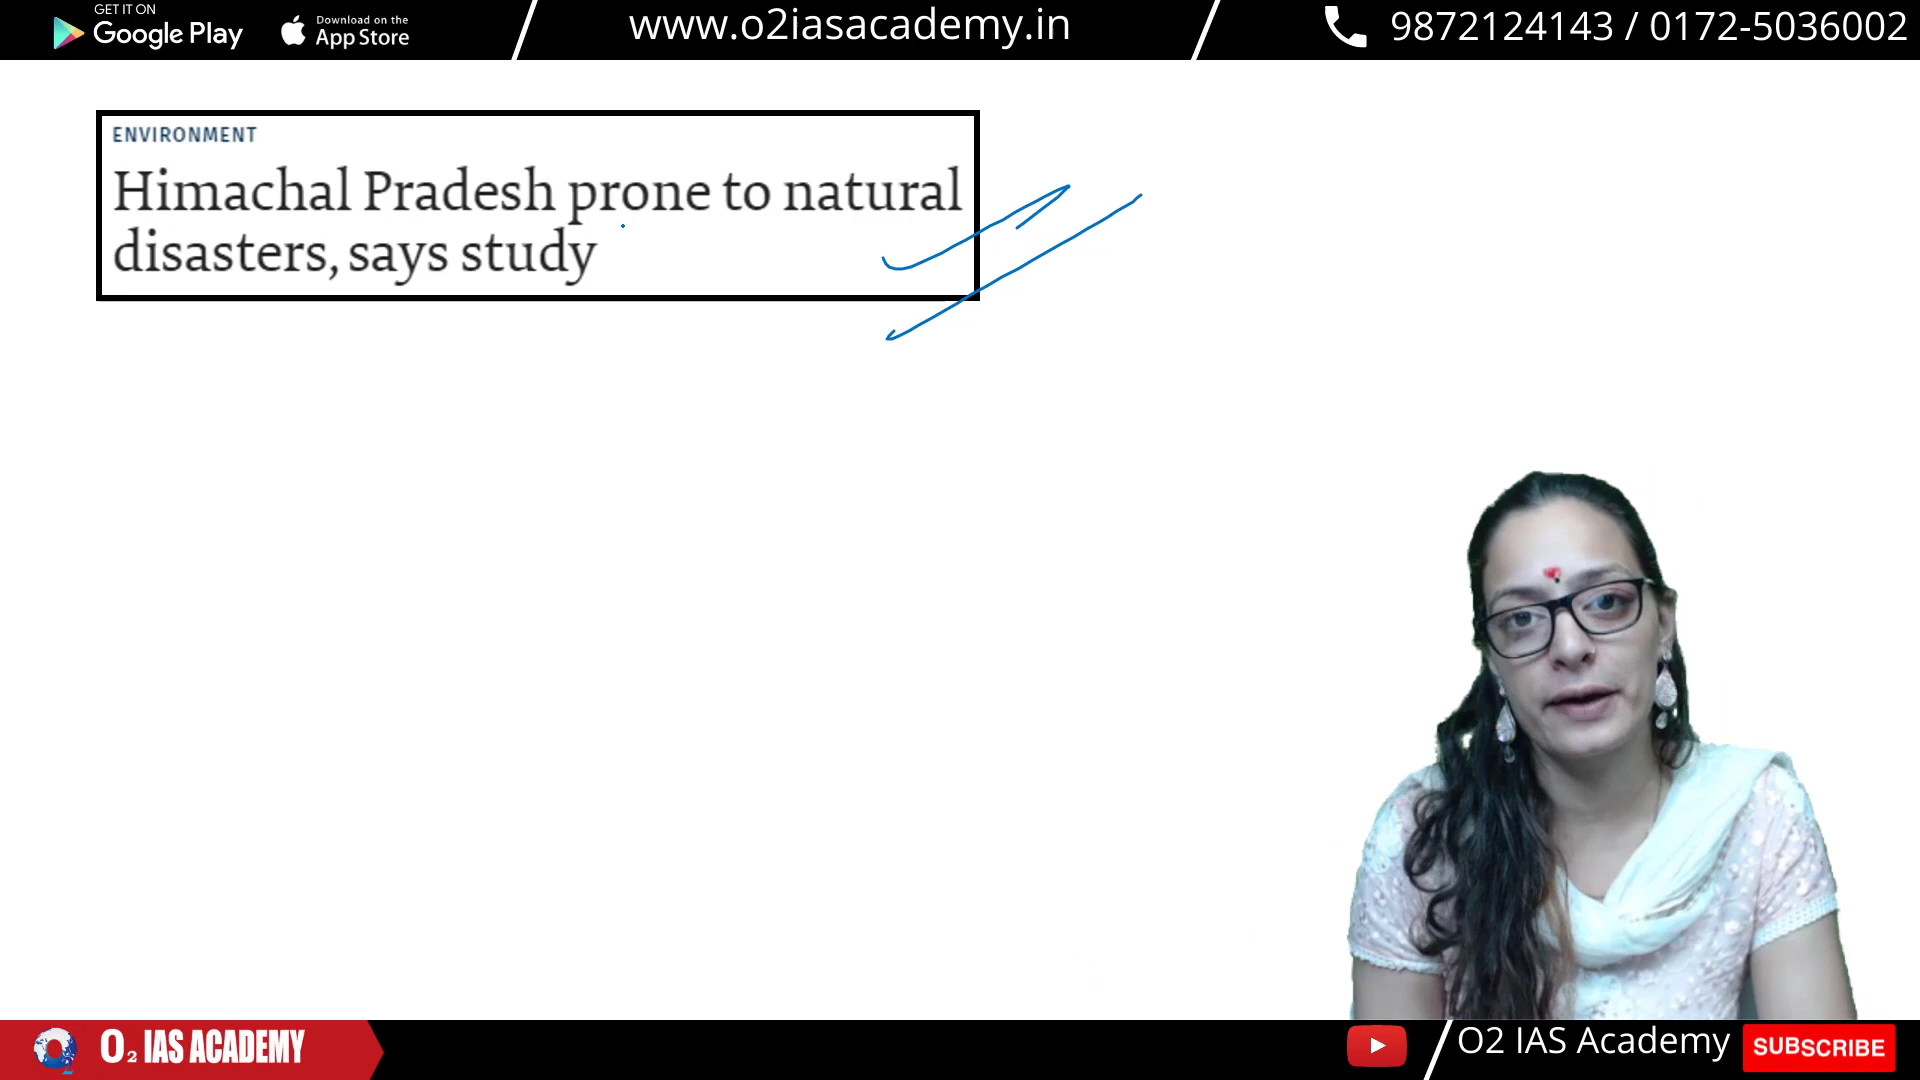 GET IT ON
Google Play
Download on the
App Store
www.o2iasacademy.in
9872124143 / 0172-5036002
ENVIRONMENT
Himachal Pradesh prone to natural
disasters, says study
O2 IAS ACADEMY
O2 IAS Academy
SUBSCRIBE